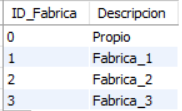 ID_Fabrica Descripcion
0 Propio
1 Fabrica_1
2 Fabrica_2
3 Fabrica_3